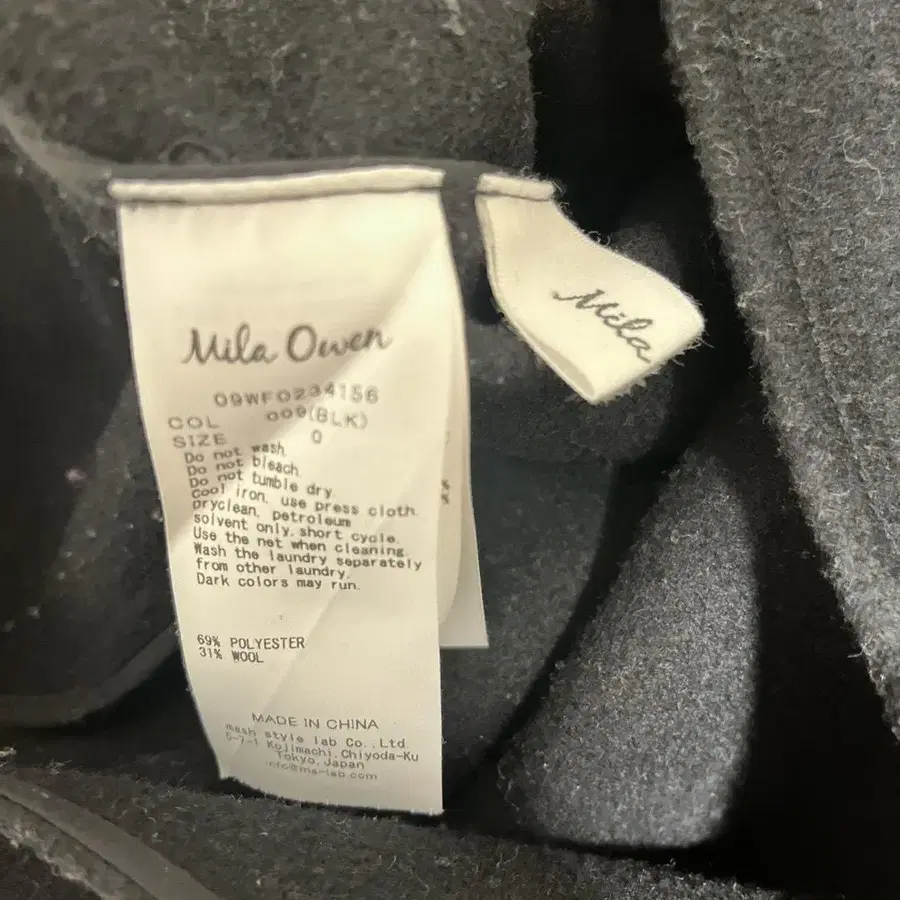 Mila Owen
Mila
09WF0234156
COL 009(BLK)
SIZE 0
Do not wash.
Do not bleach.
Do not tumble dry.
Cool iron, use press cloth.
Dryclean, petroleum
solvent only, short cycle.
Use the net when cleaning.
Wash the laundry separately
from other laundry.
Dark colors may run.
%
%
69% POLYESTER
31% WOOL
MADE IN CHINA
mash style lab Co.,Ltd.
5-7-1 Kojimachi,Chiyoda-Ku
Tokyo,Japan
info@ms-lab.com